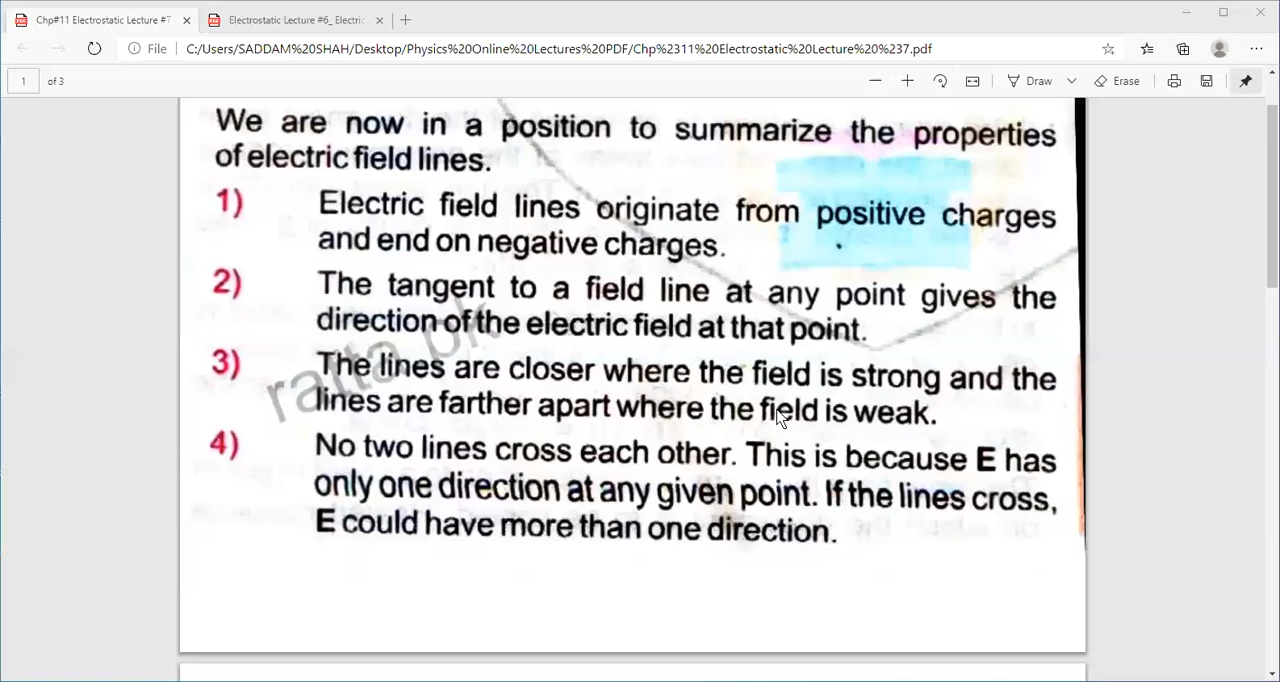 Chp#11 Electrostatic Lecture #7
Electrostatic Lecture #6_ Electric
File C:/Users/SADDAM%20SHAH/Desktop/Physics%20Online%20Lectures%20PDF/Chp%2311%20Electrostatic%20Lecture%20%237.pdf
1 of 3 Draw Erase
We are now in a position to summarize the properties
of electric field lines.
1) Electric field lines originate from positive charges
and end on negative charges.
2) The tangent to a field line at any point gives the
direction of the electric field at that point.
3) The lines are closer where the field is strong and the
lines are farther apart where the field is weak.
4) No two lines cross each other. This is because E has
only one direction at any given point. If the lines cross,
E could have more than one direction.
ratta.pk